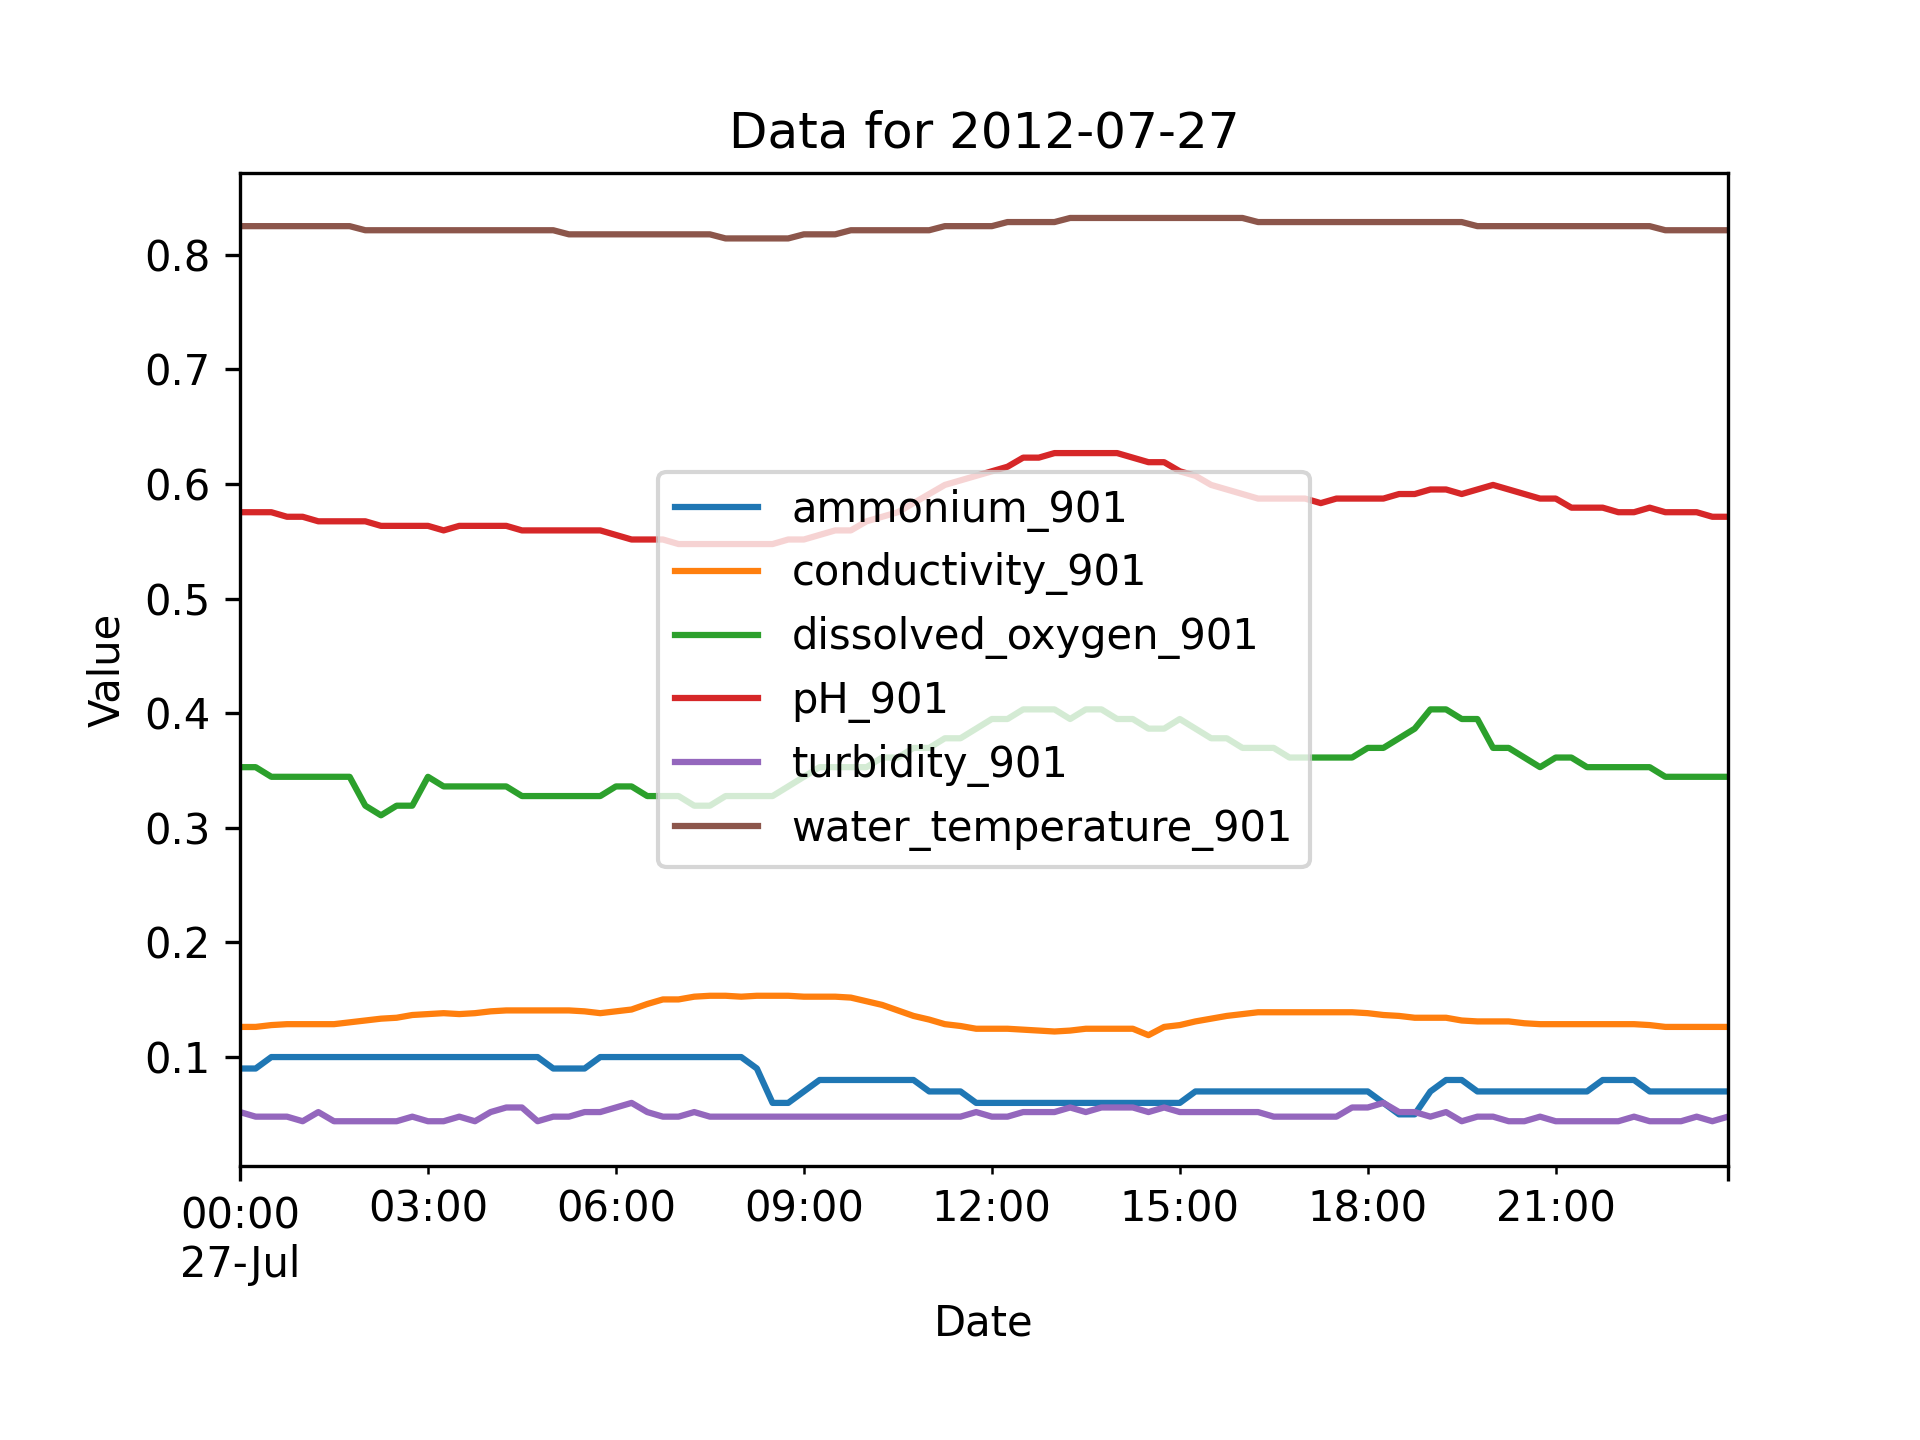 Data for 2012-07-27
Value
0.8
0.7
0.6
0.5
0.4
0.3
0.2
0.1
ammonium_901
conductivity_901
dissolved_oxygen_901
pH_901
turbidity_901
water_temperature_901
00:00 03:00 06:00 09:00 12:00 15:00 18:00 21:00
27-Jul
Date